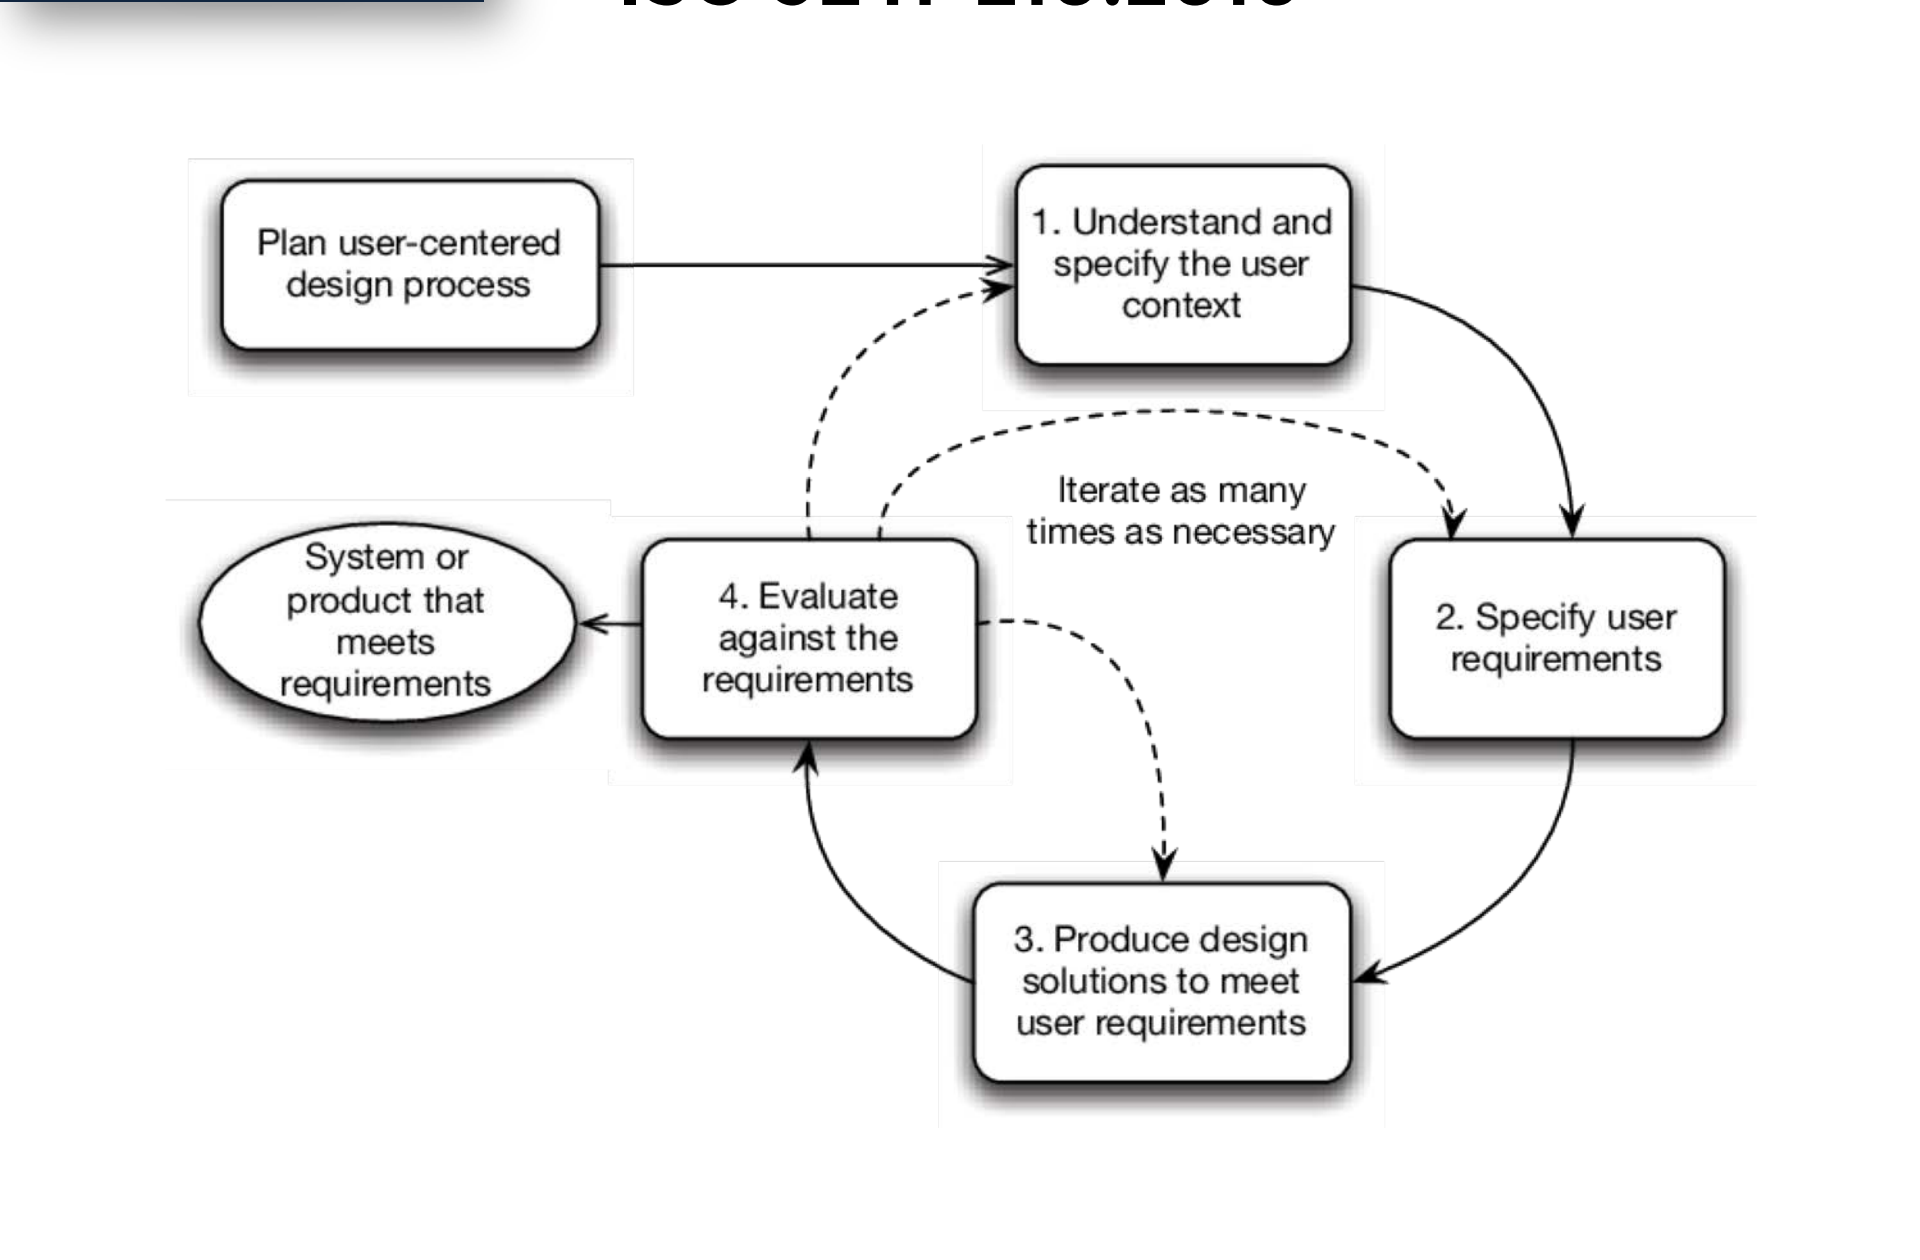 Plan user-centered
design process
1. Understand and
specify the user
context
Iterate as many
times as necessary
System or
product that
meets
requirements
4. Evaluate
against the
requirements
2. Specify user
requirements
3. Produce design
solutions to meet
user requirements